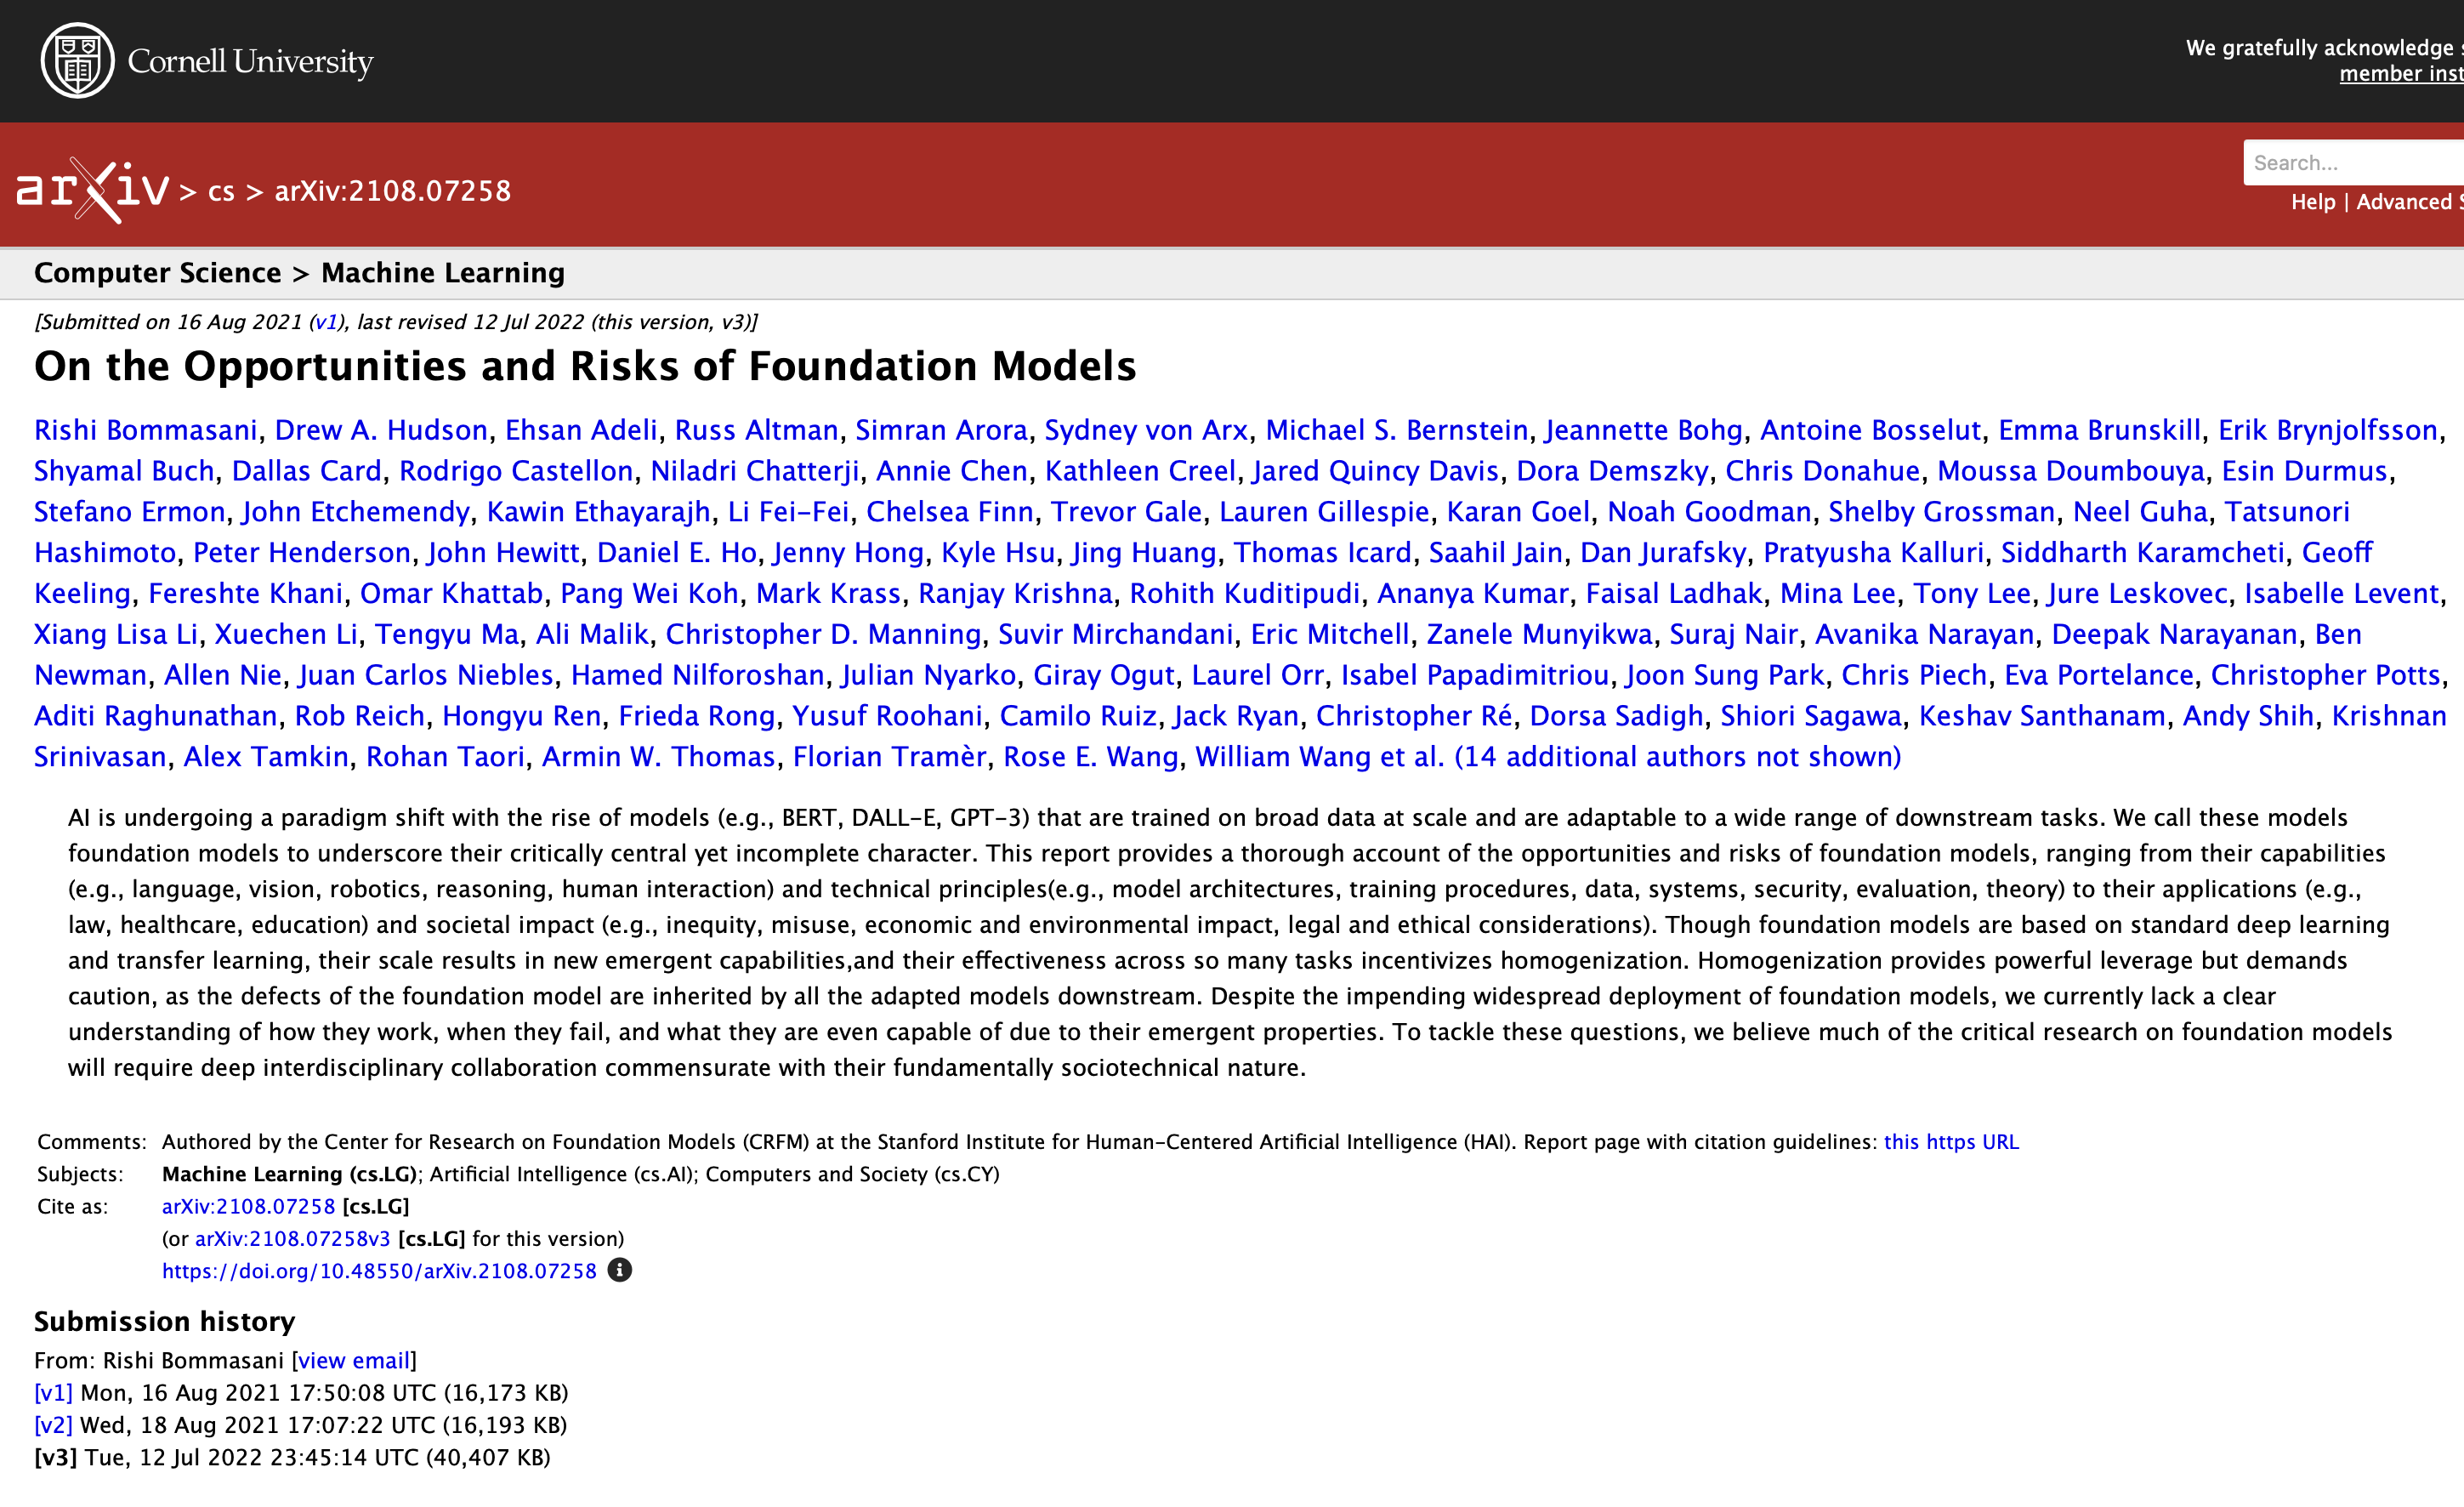 Cornell University
We gratefully acknowledge
member inst
arXiv > cs > arXiv:2108.07258
Search...
Help | Advanced
Computer Science > Machine Learning
[Submitted on 16 Aug 2021 (v1), last revised 12 Jul 2022 (this version, v3)]
On the Opportunities and Risks of Foundation Models
Rishi Bommasani, Drew A. Hudson, Ehsan Adeli, Russ Altman, Simran Arora, Sydney von Arx, Michael S. Bernstein, Jeannette Bohg, Antoine Bosselut, Emma Brunskill, Erik Brynjolfsson,
Shyamal Buch, Dallas Card, Rodrigo Castellon, Niladri Chatterji, Annie Chen, Kathleen Creel, Jared Quincy Davis, Dora Demszky, Chris Donahue, Moussa Doumbouya, Esin Durmus,
Stefano Ermon, John Etchemendy, Kawin Ethayarajh, Li Fei-Fei, Chelsea Finn, Trevor Gale, Lauren Gillespie, Karan Goel, Noah Goodman, Shelby Grossman, Neel Guha, Tatsunori
Hashimoto, Peter Henderson, John Hewitt, Daniel E. Ho, Jenny Hong, Kyle Hsu, Jing Huang, Thomas Icard, Saahil Jain, Dan Jurafsky, Pratyusha Kalluri, Siddharth Karamcheti, Geoff
Keeling, Fereshte Khani, Omar Khattab, Pang Wei Koh, Mark Krass, Ranjay Krishna, Rohith Kuditipudi, Ananya Kumar, Faisal Ladhak, Mina Lee, Tony Lee, Jure Leskovec, Isabelle Levent,
Xiang Lisa Li, Xuechen Li, Tengyu Ma, Ali Malik, Christopher D. Manning, Suvir Mirchandani, Eric Mitchell, Zanele Munyikwa, Suraj Nair, Avanika Narayan, Deepak Narayanan, Ben
Newman, Allen Nie, Juan Carlos Niebles, Hamed Nilforoshan, Julian Nyarko, Giray Ogut, Laurel Orr, Isabel Papadimitriou, Joon Sung Park, Chris Piech, Eva Portelance, Christopher Potts,
Aditi Raghunathan, Rob Reich, Hongyu Ren, Frieda Rong, Yusuf Roohani, Camilo Ruiz, Jack Ryan, Christopher Ré, Dorsa Sadigh, Shiori Sagawa, Keshav Santhanam, Andy Shih, Krishnan
Srinivasan, Alex Tamkin, Rohan Taori, Armin W. Thomas, Florian Tramèr, Rose E. Wang, William Wang et al. (14 additional authors not shown)
AI is undergoing a paradigm shift with the rise of models (e.g., BERT, DALL-E, GPT-3) that are trained on broad data at scale and are adaptable to a wide range of downstream tasks. We call these models
foundation models to underscore their critically central yet incomplete character. This report provides a thorough account of the opportunities and risks of foundation models, ranging from their capabilities
(e.g., language, vision, robotics, reasoning, human interaction) and technical principles(e.g., model architectures, training procedures, data, systems, security, evaluation, theory) to their applications (e.g.,
law, healthcare, education) and societal impact (e.g., inequity, misuse, economic and environmental impact, legal and ethical considerations). Though foundation models are based on standard deep learning
and transfer learning, their scale results in new emergent capabilities,and their effectiveness across so many tasks incentivizes homogenization. Homogenization provides powerful leverage but demands
caution, as the defects of the foundation model are inherited by all the adapted models downstream. Despite the impending widespread deployment of foundation models, we currently lack a clear
understanding of how they work, when they fail, and what they are even capable of due to their emergent properties. To tackle these questions, we believe much of the critical research on foundation models
will require deep interdisciplinary collaboration commensurate with their fundamentally sociotechnical nature.
Comments: Authored by the Center for Research on Foundation Models (CRFM) at the Stanford Institute for Human-Centered Artificial Intelligence (HAI). Report page with citation guidelines: this https URL
Subjects: Machine Learning (cs.LG); Artificial Intelligence (cs.AI); Computers and Society (cs.CY)
Cite as: arXiv:2108.07258 [cs.LG]
(or arXiv:2108.07258v3 [cs.LG] for this version)
https://doi.org/10.48550/arXiv.2108.07258
Submission history
From: Rishi Bommasani [view email]
[v1] Mon, 16 Aug 2021 17:50:08 UTC (16,173 KB)
[v2] Wed, 18 Aug 2021 17:07:22 UTC (16,193 KB)
[v3] Tue, 12 Jul 2022 23:45:14 UTC (40,407 KB)